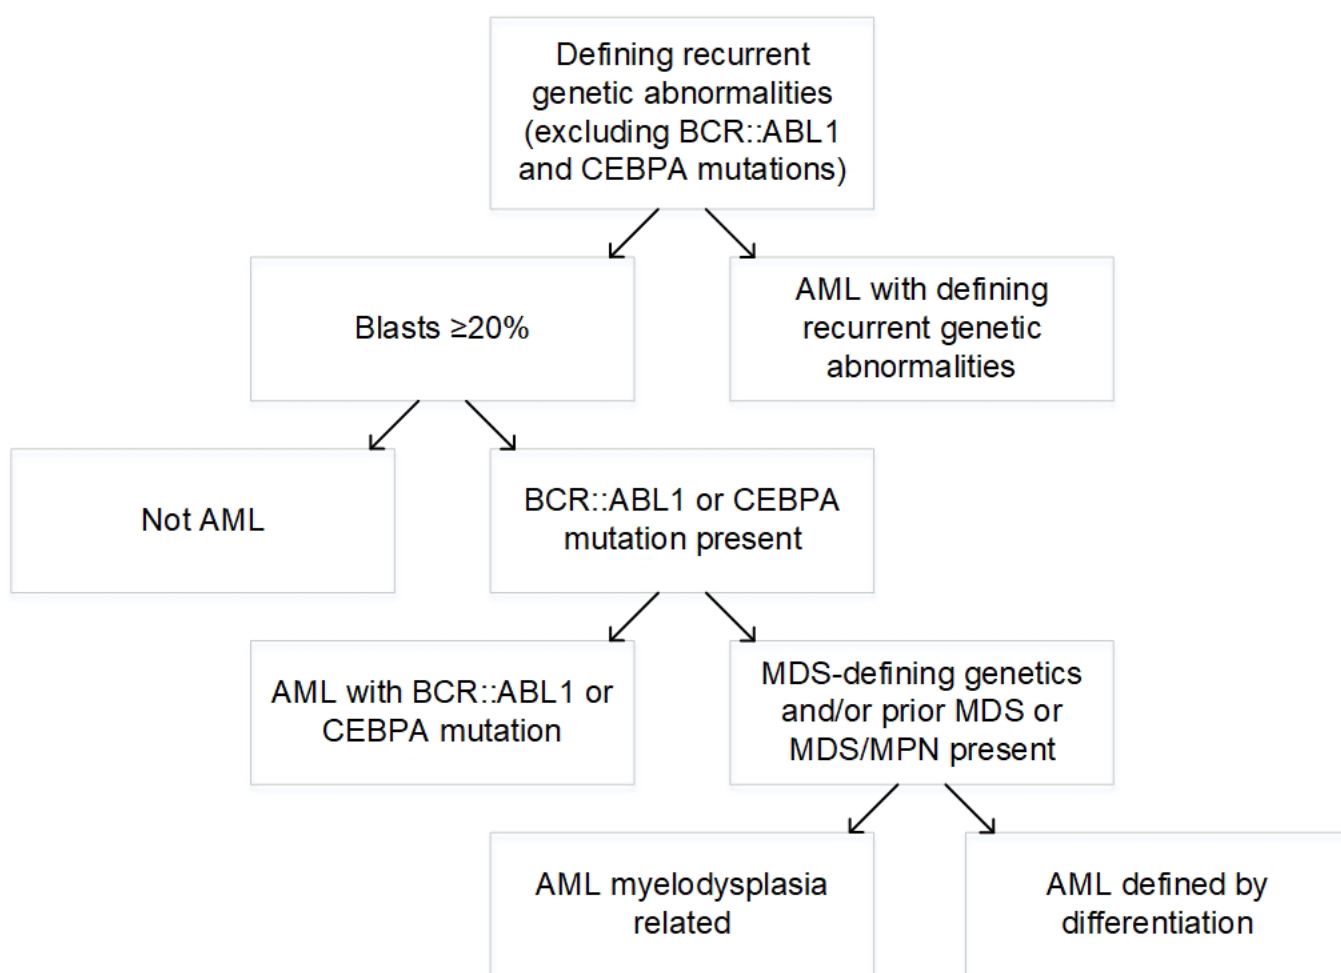 Defining recurrent
genetic abnormalities
(excluding BCR::ABL1
and CEBPA mutations)
Blasts ≥20%
AML with defining
recurrent genetic
abnormalities
Not AML
BCR::ABL1 or CEBPA
mutation present
AML with BCR::ABL1 or
CEBPA mutation
MDS-defining genetics
and/or prior MDS or
MDS/MPN present
AML myelodysplasia
related
AML defined by
differentiation